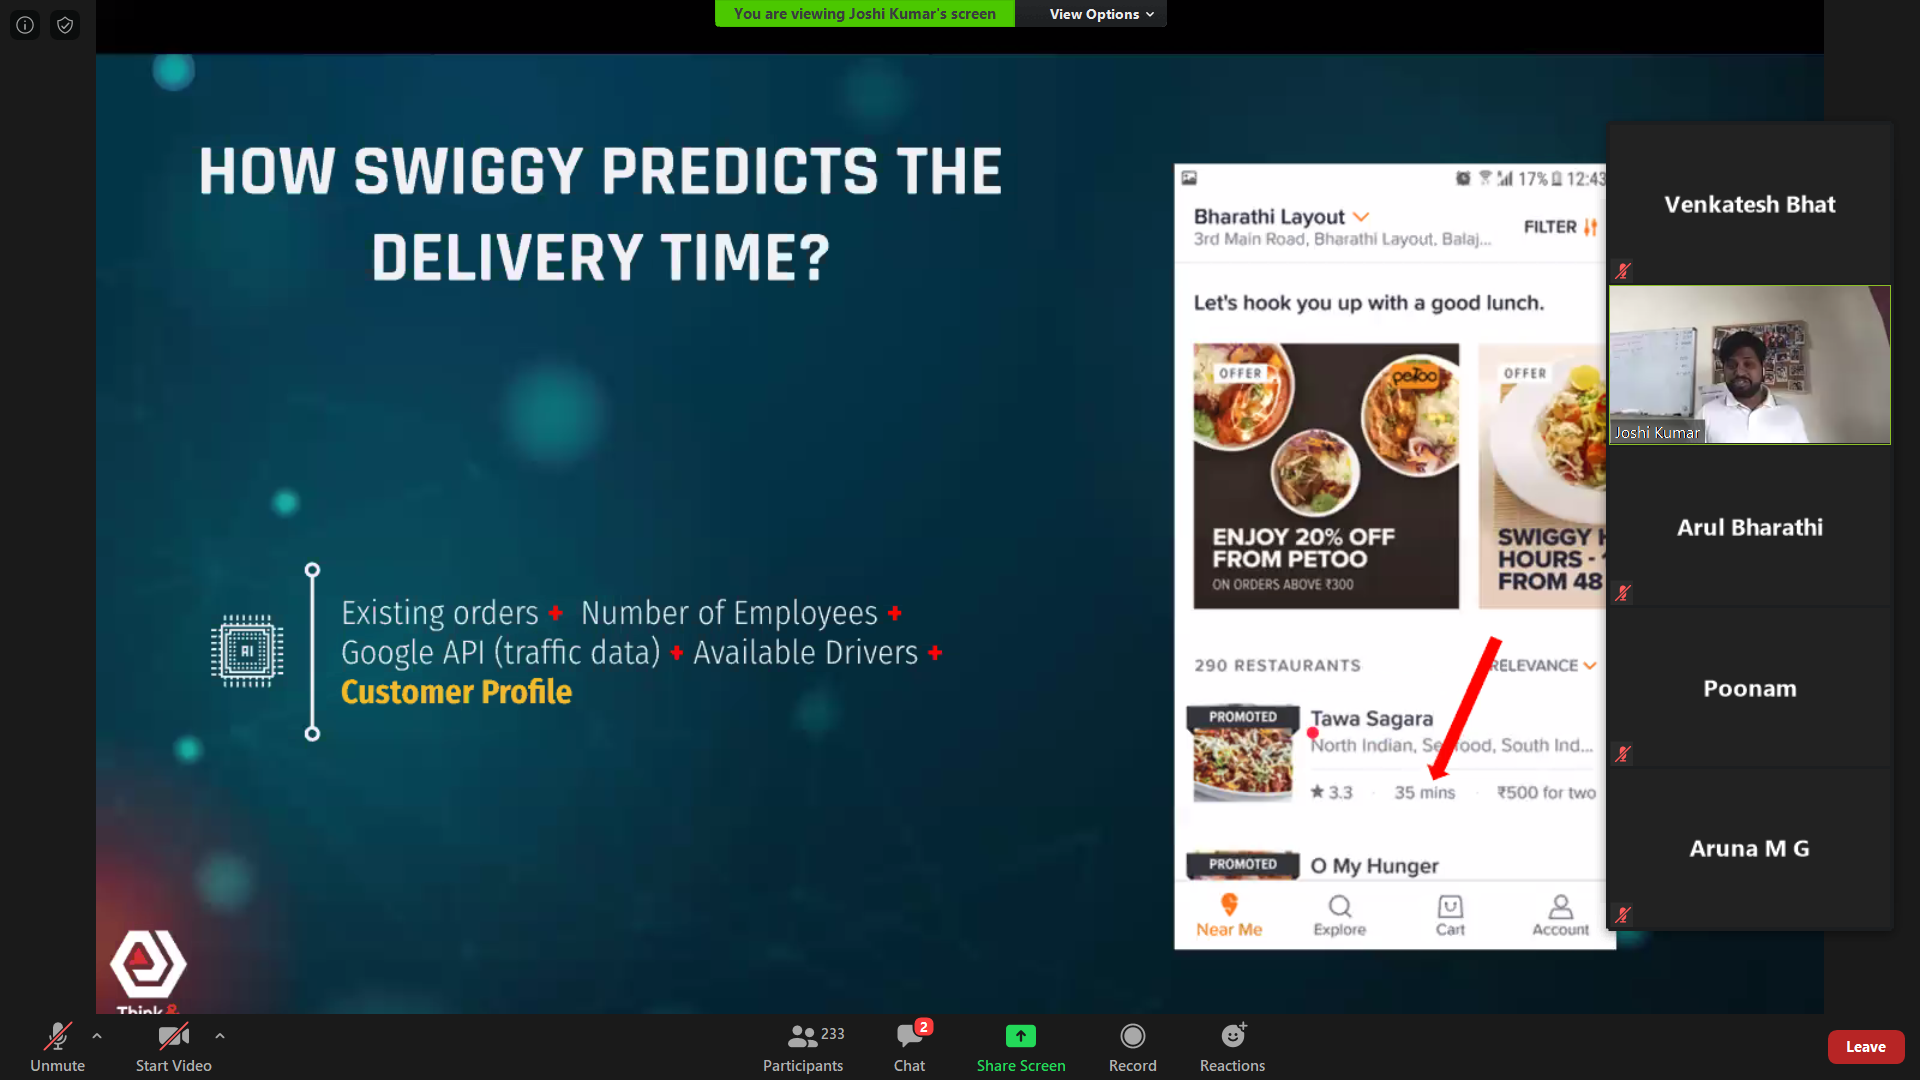 You are viewing Joshi Kumar's screen
View Options
HOW SWIGGY PREDICTS THE
DELIVERY TIME?
AI
Existing orders + Number of Employees +
Google API (traffic data) + Available Drivers +
Customer Profile
Think &
17% 12:43
Bharathi Layout
FILTER
3rd Main Road, Bharathi Layout, Balaj...
Let's hook you up with a good lunch.
OFFER
petoo
ENJOY 20% OFF
FROM PETOO
ON ORDERS ABOVE ₹300
OFFER
SWIGGY H
HOURS -
FROM 48
290 RESTAURANTS
RELEVANCE
PROMOTED
Tawa Sagara
North Indian, Seafood, South Ind...
★ 3.3 · 35 mins · ₹500 for two
PROMOTED
O My Hunger
Near Me
Explore
Cart
Account
Venkatesh Bhat
Joshi Kumar
Arul Bharathi
Poonam
Aruna M G
Unmute
Start Video
233
Participants
2
Chat
Share Screen
Record
Reactions
Leave